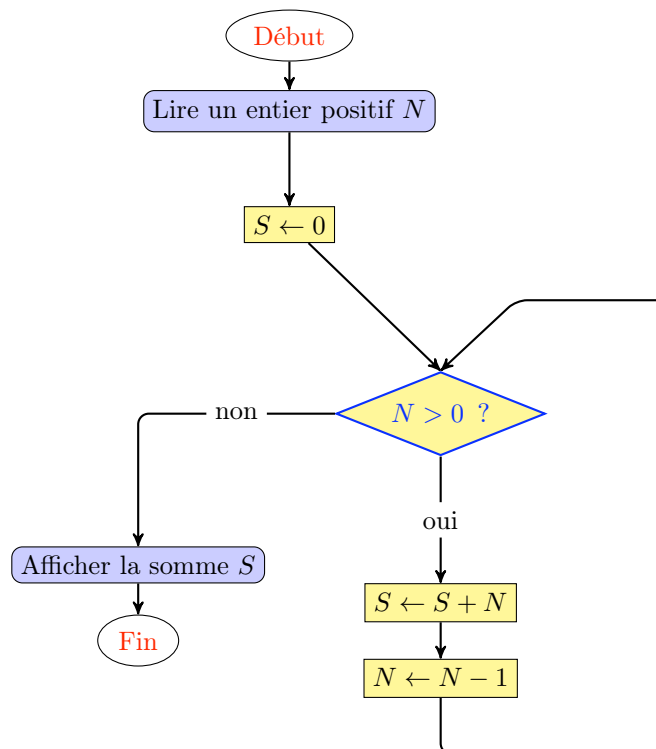 Début
Lire un entier positif N
S ← 0
N > 0 ?
non
oui
Afficher la somme S
S ← S + N
Fin
N ← N − 1